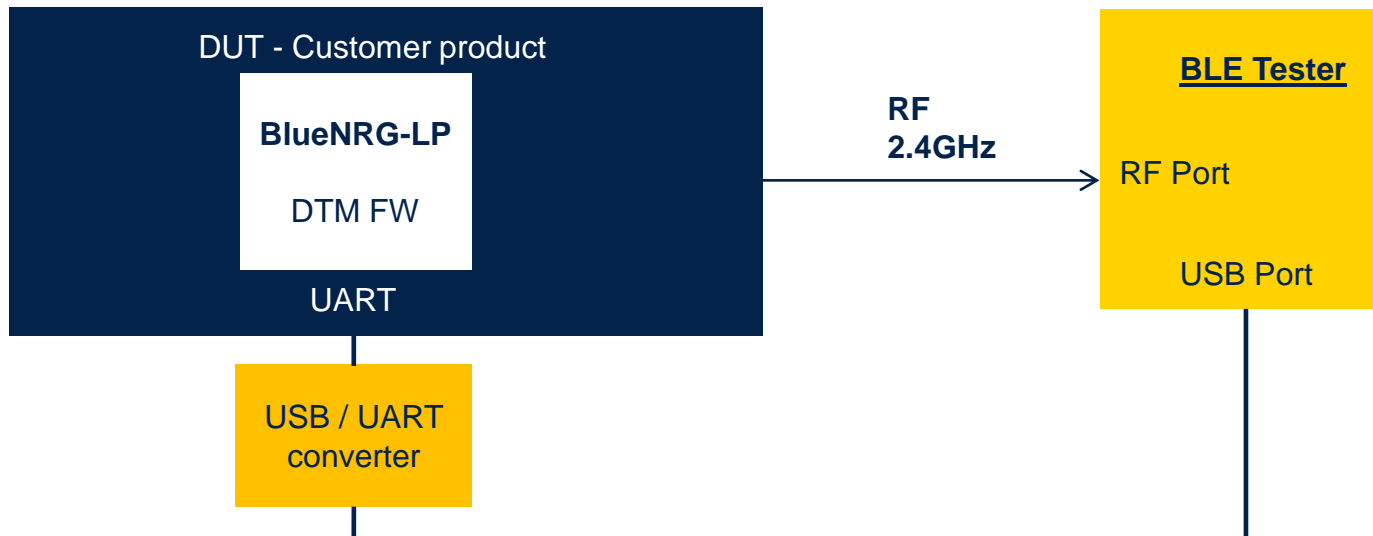 DUT - Customer product
BlueNRG-LP
DTM FW
UART
USB / UART
converter
RF
2.4GHz
BLE Tester
RF Port
USB Port